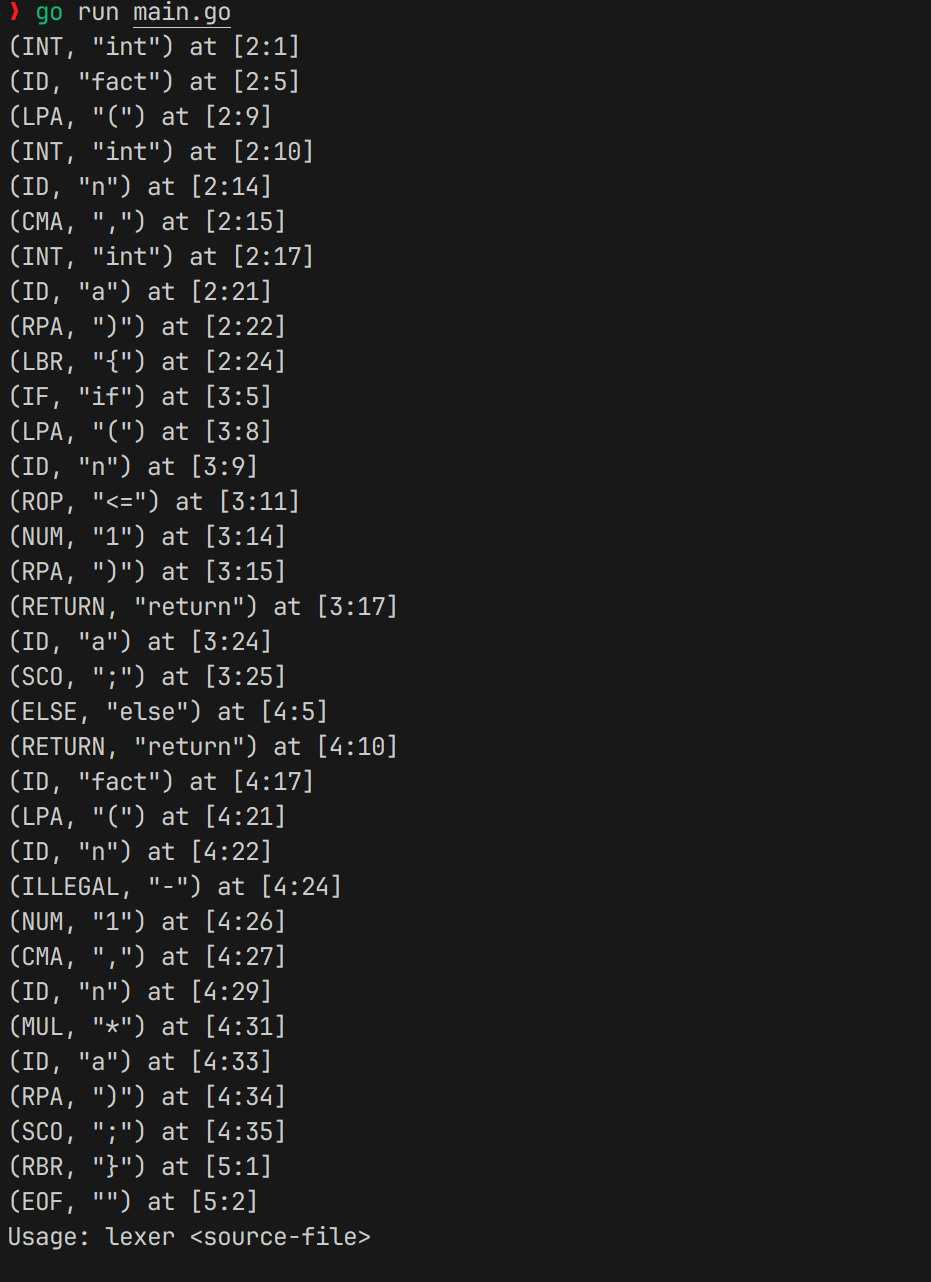 ❯ go run main.go
(INT, "int") at [2:1]
(ID, "fact") at [2:5]
(LPA, "(") at [2:9]
(INT, "int") at [2:10]
(ID, "n") at [2:14]
(CMA, ",") at [2:15]
(INT, "int") at [2:17]
(ID, "a") at [2:21]
(RPA, ")") at [2:22]
(LBR, "{") at [2:24]
(IF, "if") at [3:5]
(LPA, "(") at [3:8]
(ID, "n") at [3:9]
(ROP, "<=") at [3:11]
(NUM, "1") at [3:14]
(RPA, ")") at [3:15]
(RETURN, "return") at [3:17]
(ID, "a") at [3:24]
(SCO, ";") at [3:25]
(ELSE, "else") at [4:5]
(RETURN, "return") at [4:10]
(ID, "fact") at [4:17]
(LPA, "(") at [4:21]
(ID, "n") at [4:22]
(ILLEGAL, "-") at [4:24]
(NUM, "1") at [4:26]
(CMA, ",") at [4:27]
(ID, "n") at [4:29]
(MUL, "*") at [4:31]
(ID, "a") at [4:33]
(RPA, ")") at [4:34]
(SCO, ";") at [4:35]
(RBR, "}") at [5:1]
(EOF, "") at [5:2]
Usage: lexer <source-file>